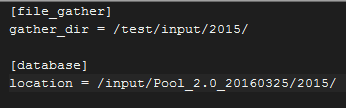 [file_gather]
gather_dir = /test/input/2015/
[database]
location = /input/Pool_2.0_20160325/2015/